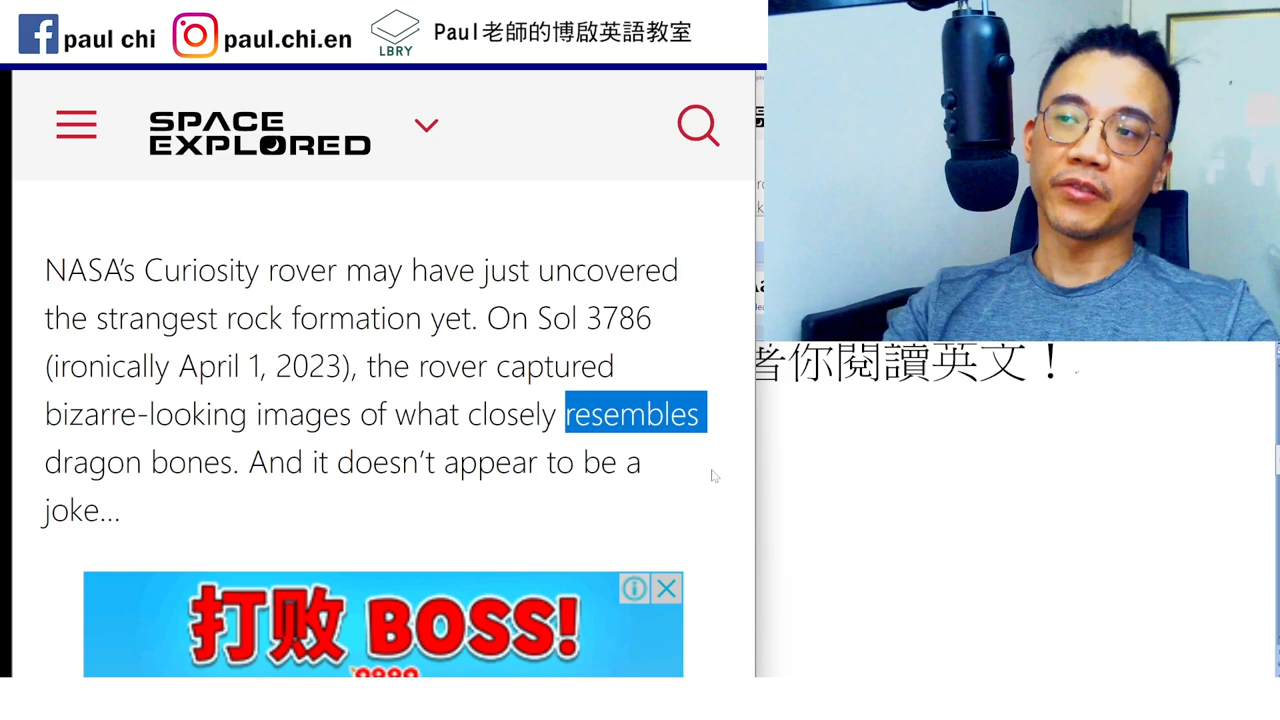 paul chi
paul.chi.en
LBRY
Paul老師的博啟英語教室
SPACE
EXPLORED
NASA’s Curiosity rover may have just uncovered
the strangest rock formation yet. On Sol 3786
(ironically April 1, 2023), the rover captured
bizarre-looking images of what closely resembles
dragon bones. And it doesn’t appear to be a
joke…
者你閱讀英文！
打败 BOSS!